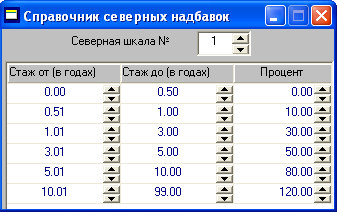 Справочник северных надбавок
Северная шкала № 1
Стаж от (в годах) Стаж до (в годах) Процент
0.00 0.50 0.00
0.51 1.00 10.00
1.01 3.00 30.00
3.01 5.00 50.00
5.01 10.00 80.00
10.01 99.00 120.00